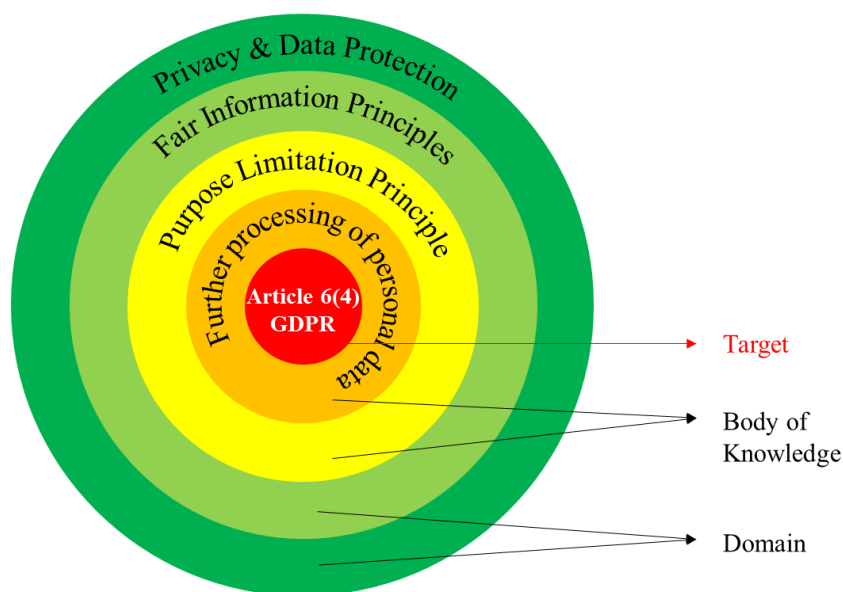 Privacy & Data Protection
Fair Information Principles
Purpose Limitation Principle
Further processing of personal data
Article 6(4)
GDPR
Target
Body of
Knowledge
Domain